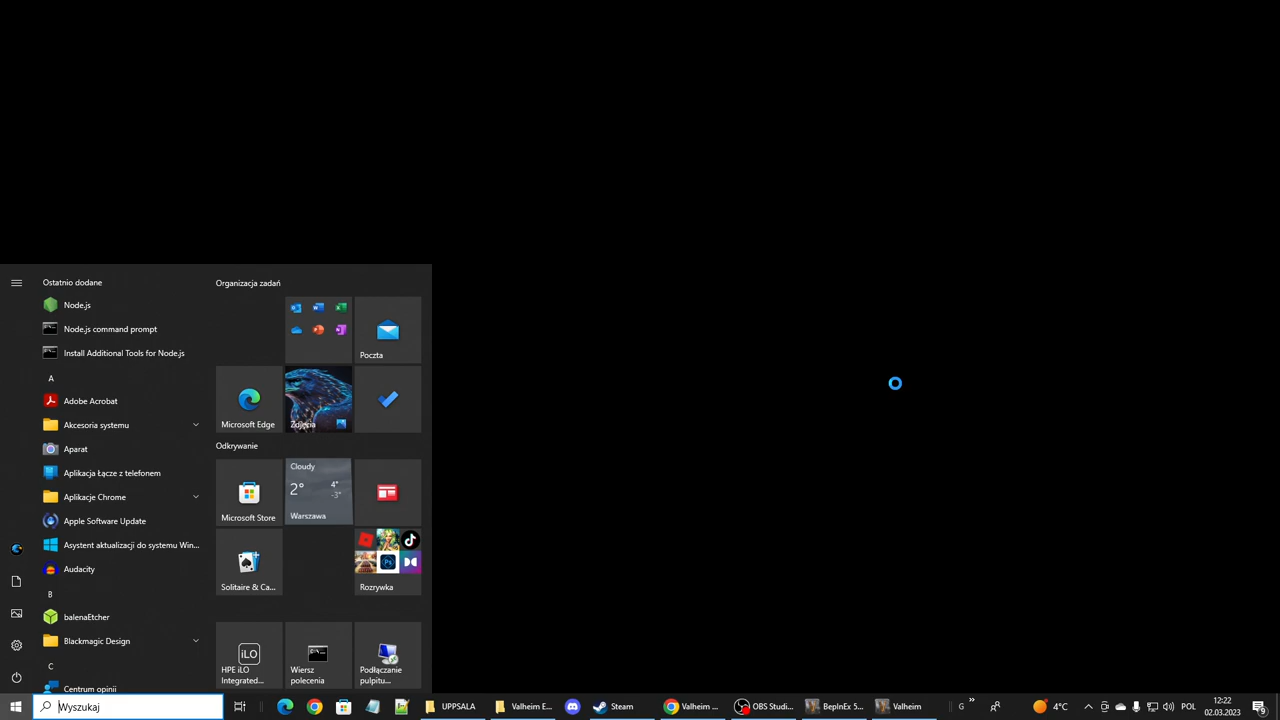 Ostatnio dodane
Node.js
Node.js command prompt
Install Additional Tools for Node.js
A
Adobe Acrobat
Akcesoria systemu
Aparat
Aplikacja Łącze z telefonem
Aplikacje Chrome
Apple Software Update
Asystent aktualizacji do systemu Win...
Audacity
B
balenaEtcher
Blackmagic Design
C
Centrum opinii
Organizacja zadań
Poczta
Microsoft Edge
Zdjęcia
Odkrywanie
Microsoft Store
Cloudy
2° 4°
-3°
Warszawa
Solitaire & Ca...
Rozrywka
iLO
HPE iLO
Integrated...
Wiersz
polecenia
Podłączanie
pulpitu...
Wyszukaj
UPPSALA
Valheim E...
Steam
Valheim ...
OBS Studi...
BepInEx 5...
Valheim
G
4°C
POL
12:22
02.03.2023